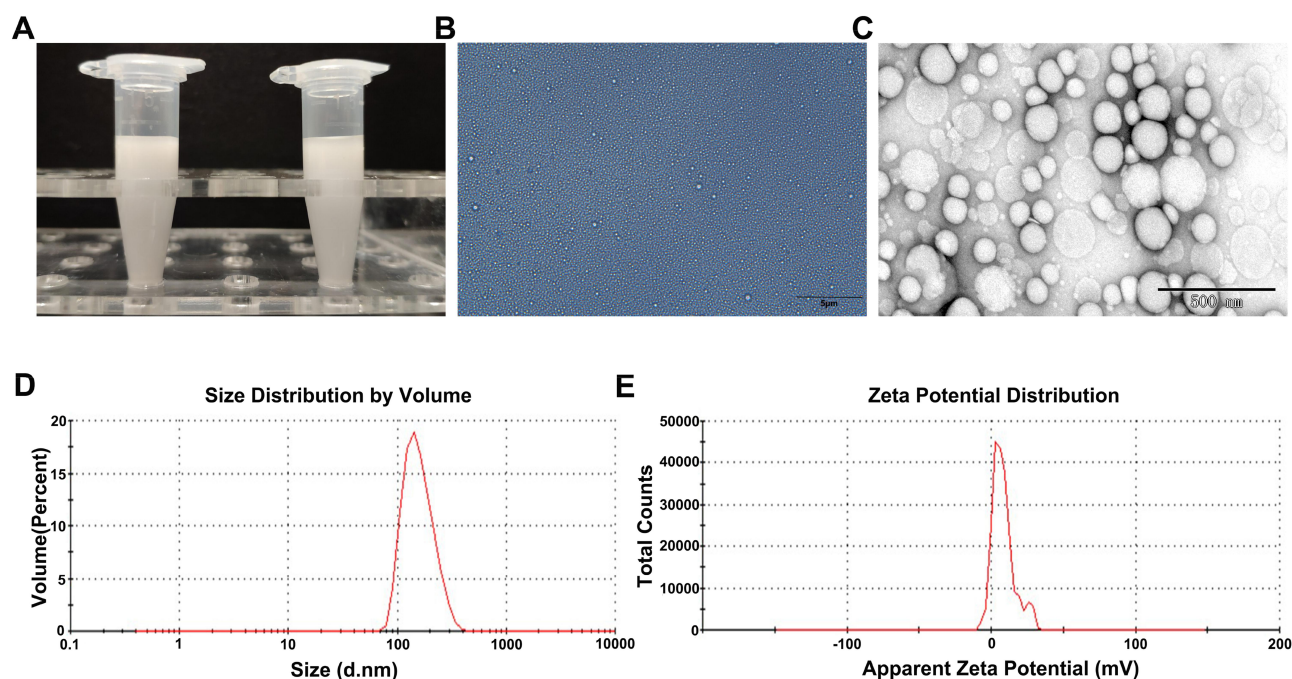 A
B
C
5μm
500 nm
D
Size Distribution by Volume
Volume(Percent)
20
15
10
5
0
0.1
1
10
100
1000
10000
Size (d.nm)
E
Zeta Potential Distribution
Total Counts
50000
40000
30000
20000
10000
0
-100
0
100
200
Apparent Zeta Potential (mV)